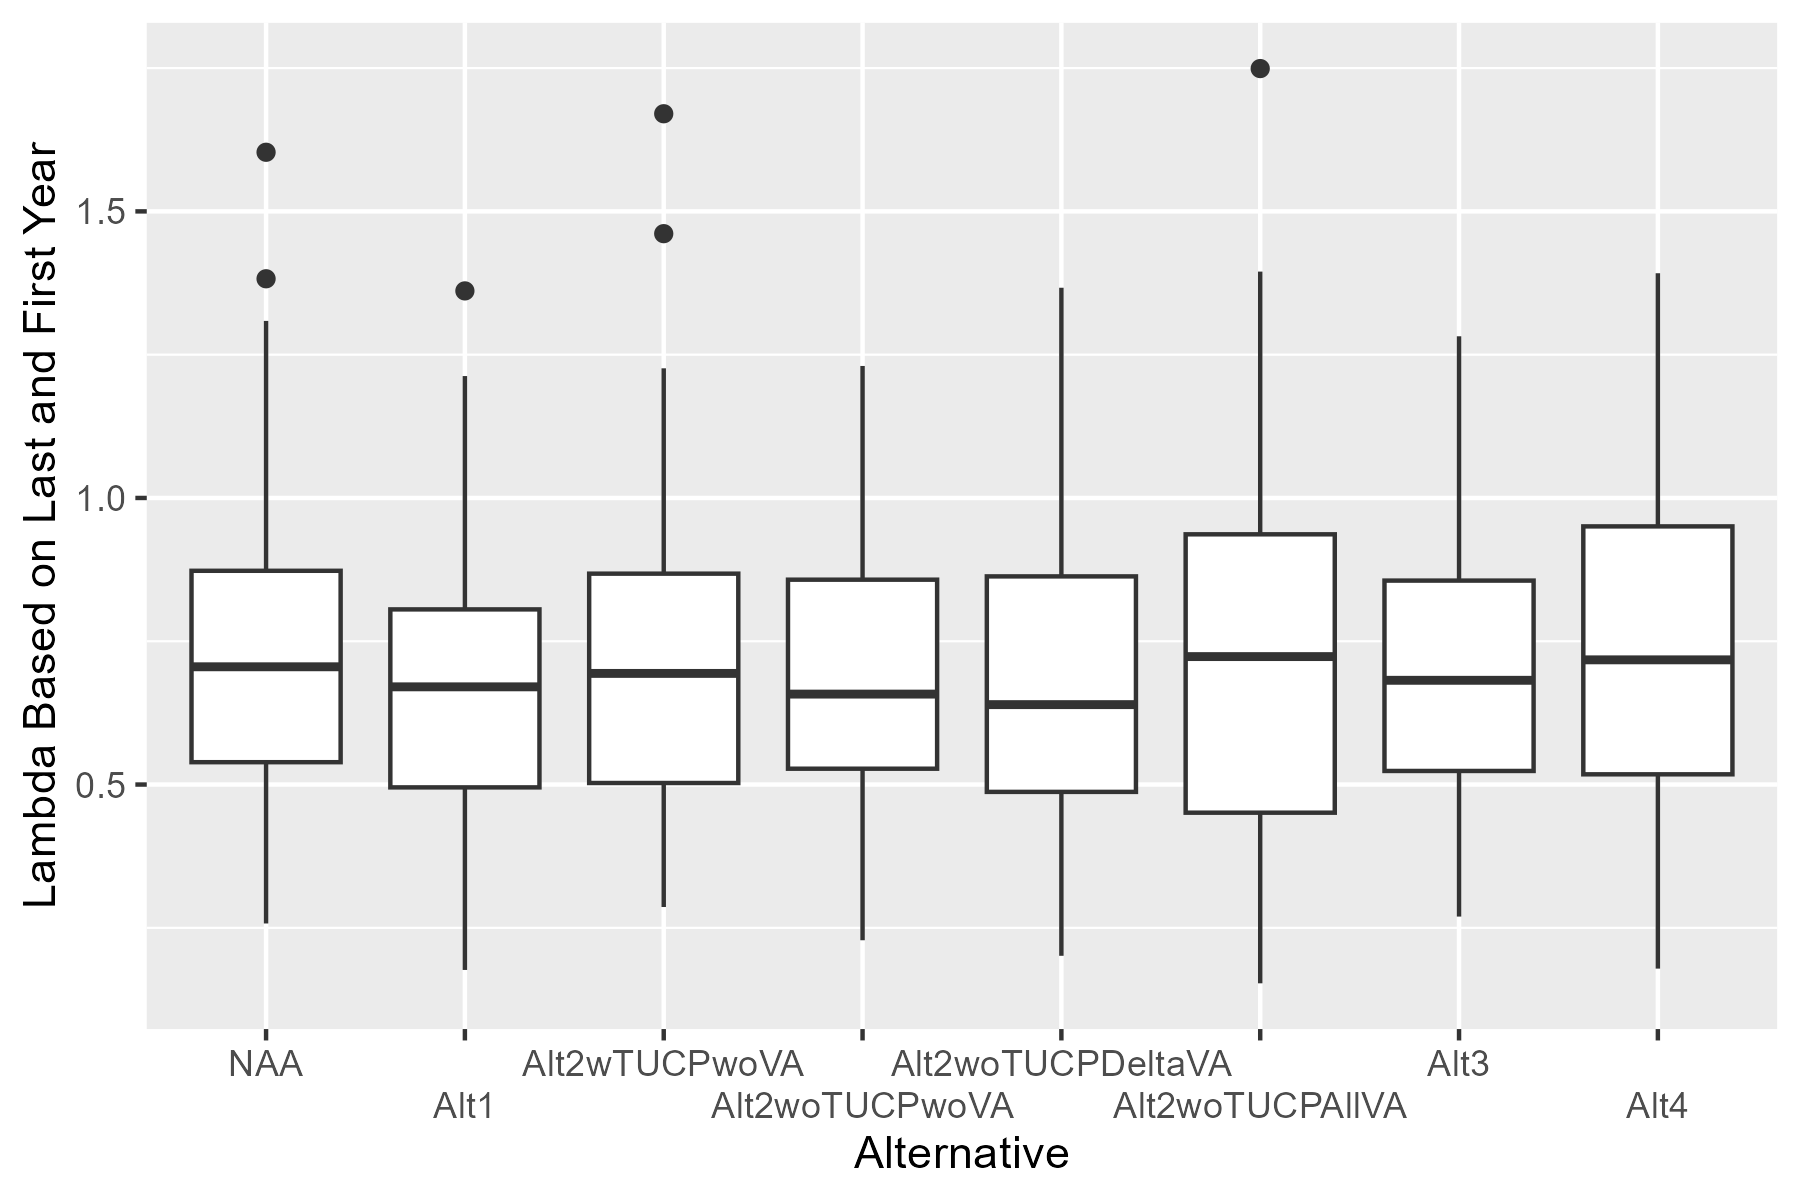 Lambda Based on Last and First Year
1.5
1.0
0.5
NAA
Alt1
Alt2wTUCPwoVA
Alt2woTUCPwoVA
Alt2woTUCPDeltaVA
Alt2woTUCPAllVA
Alt3
Alt4
Alternative